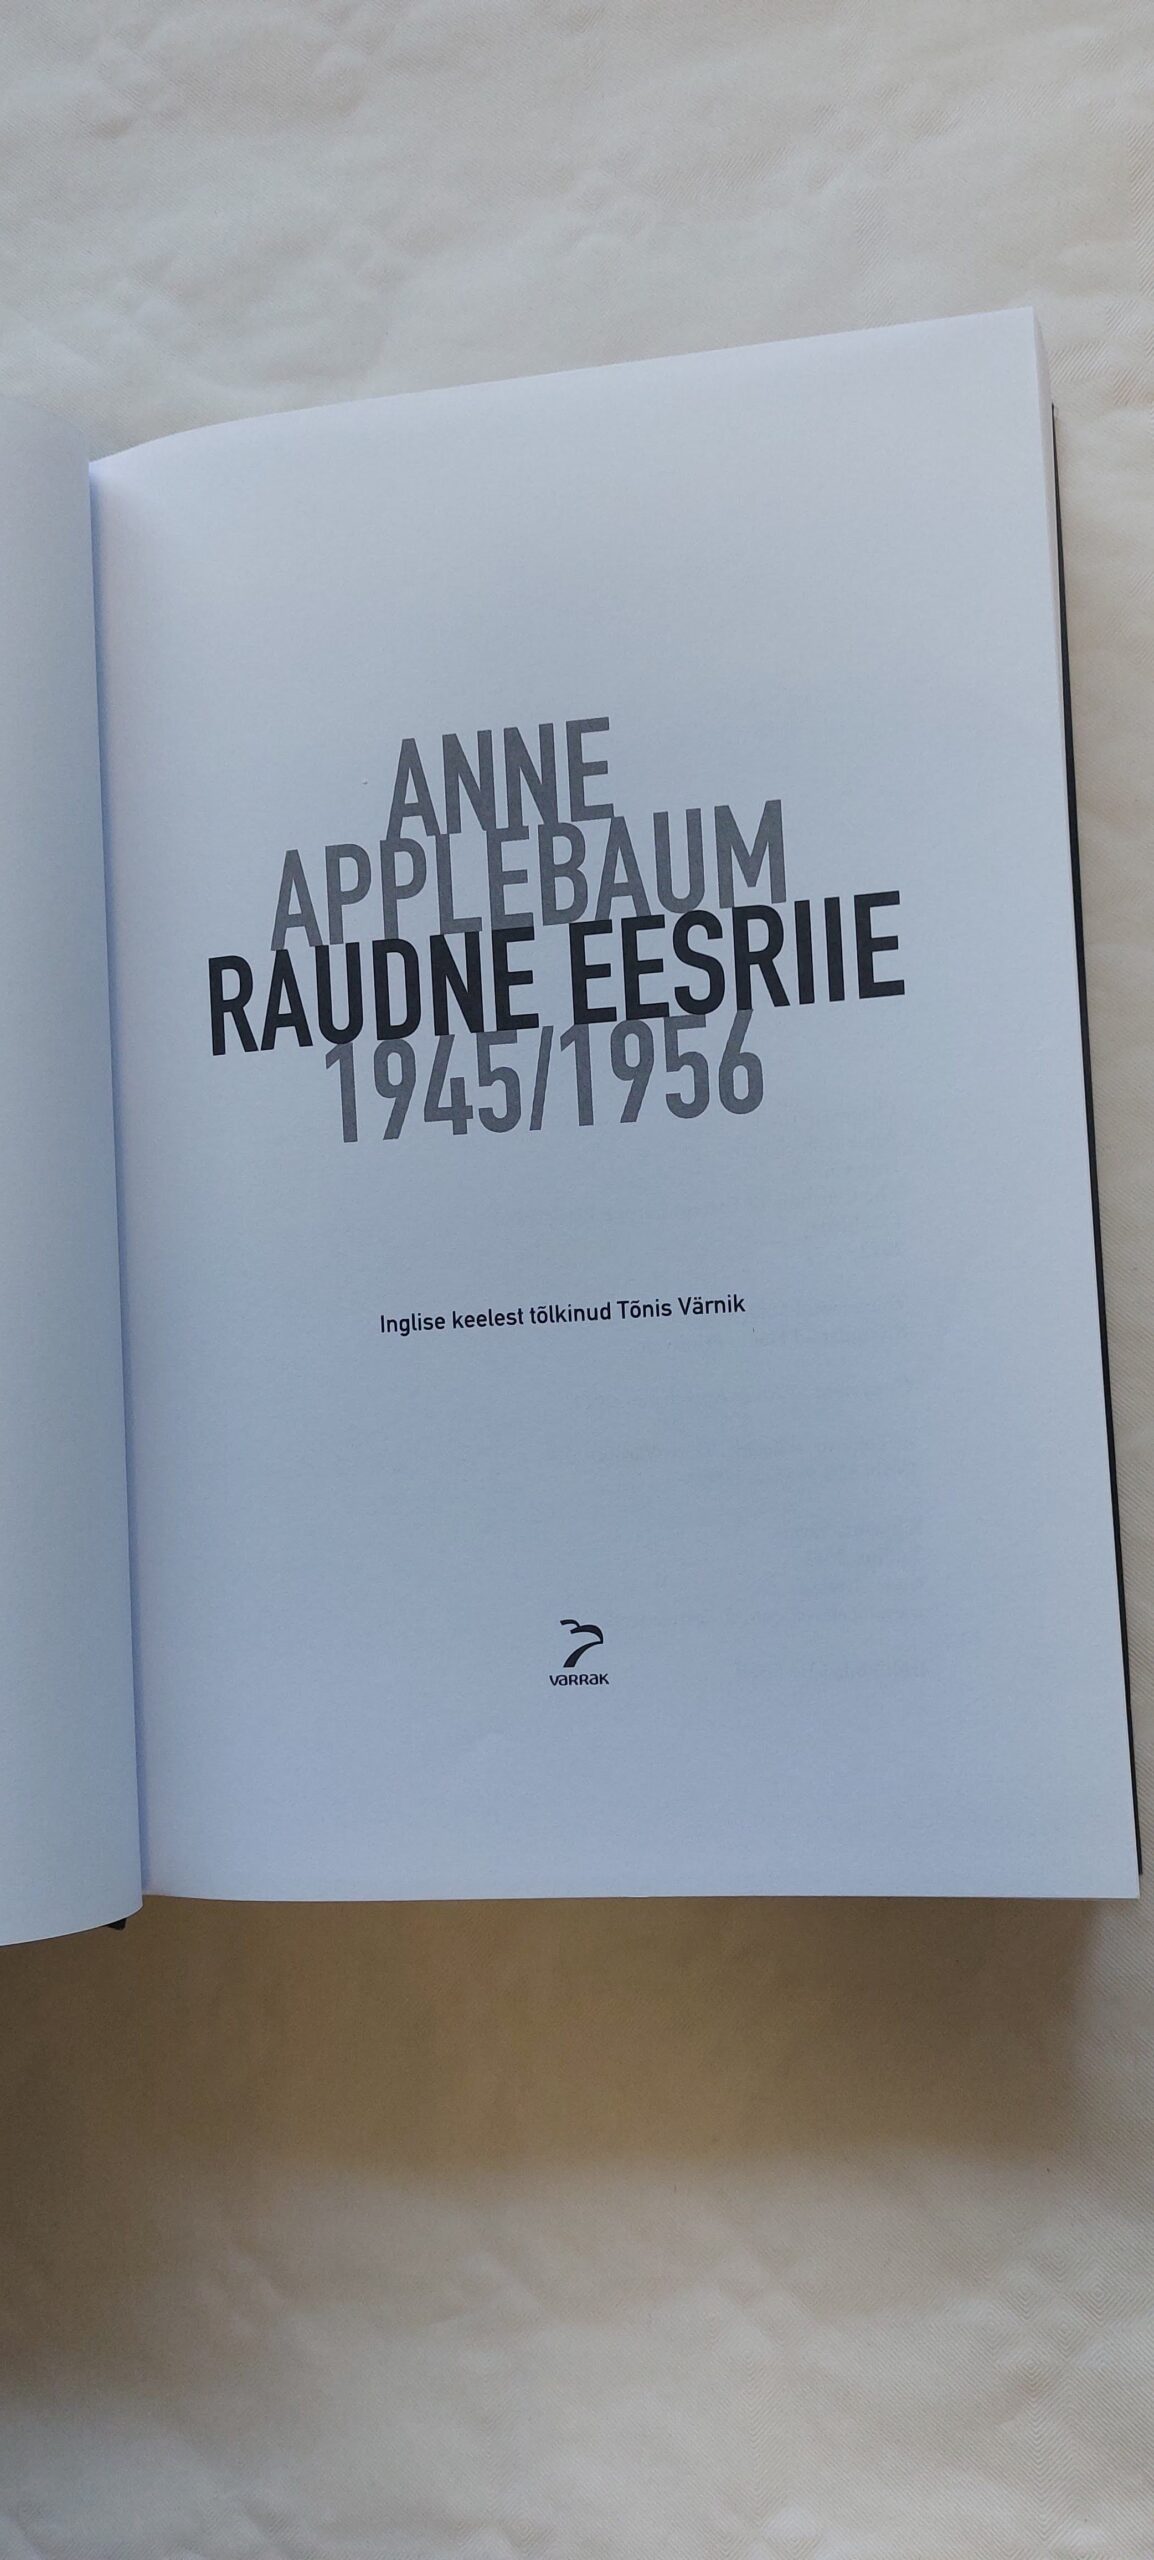 ANNE
APPLEBAUM
RAUDNE EESRIIE
1945/1956
Inglise keelest tõlkinud Tõnis Värnik
VaRRaK